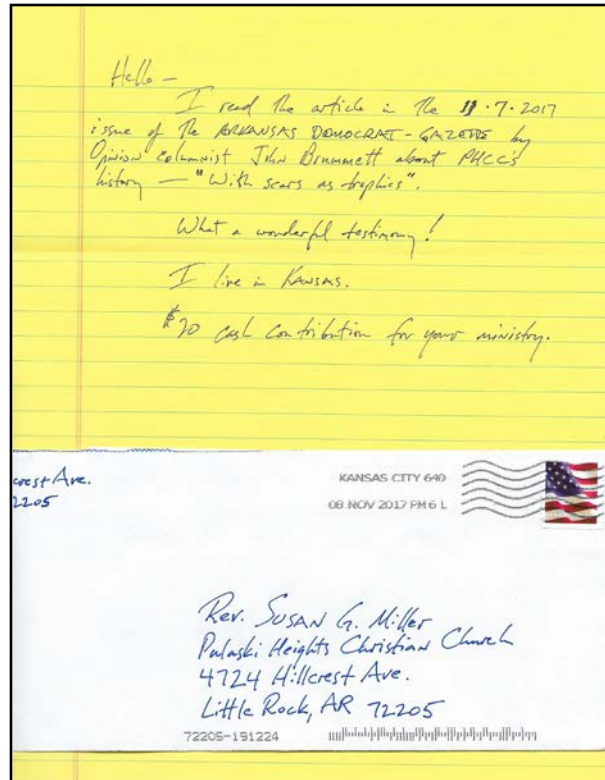 Hello —
I read the article in the 11·7·2017
issue of the ARKANSAS DEMOCRAT-GAZETTE by
Opinion columnist John Brummett about PHCC's
history — "With scars as trophies".
What a wonderful testimony!
I live in KANSAS.
$20 cash contribution for your ministry.
crest Ave.
2205
KANSAS CITY 640
08 NOV 2017 PM 6 L
Rev. SUSAN G. Miller
Pulaski Heights Christian Church
4724 Hillcrest Ave.
Little Rock, AR 72205
72205-191224